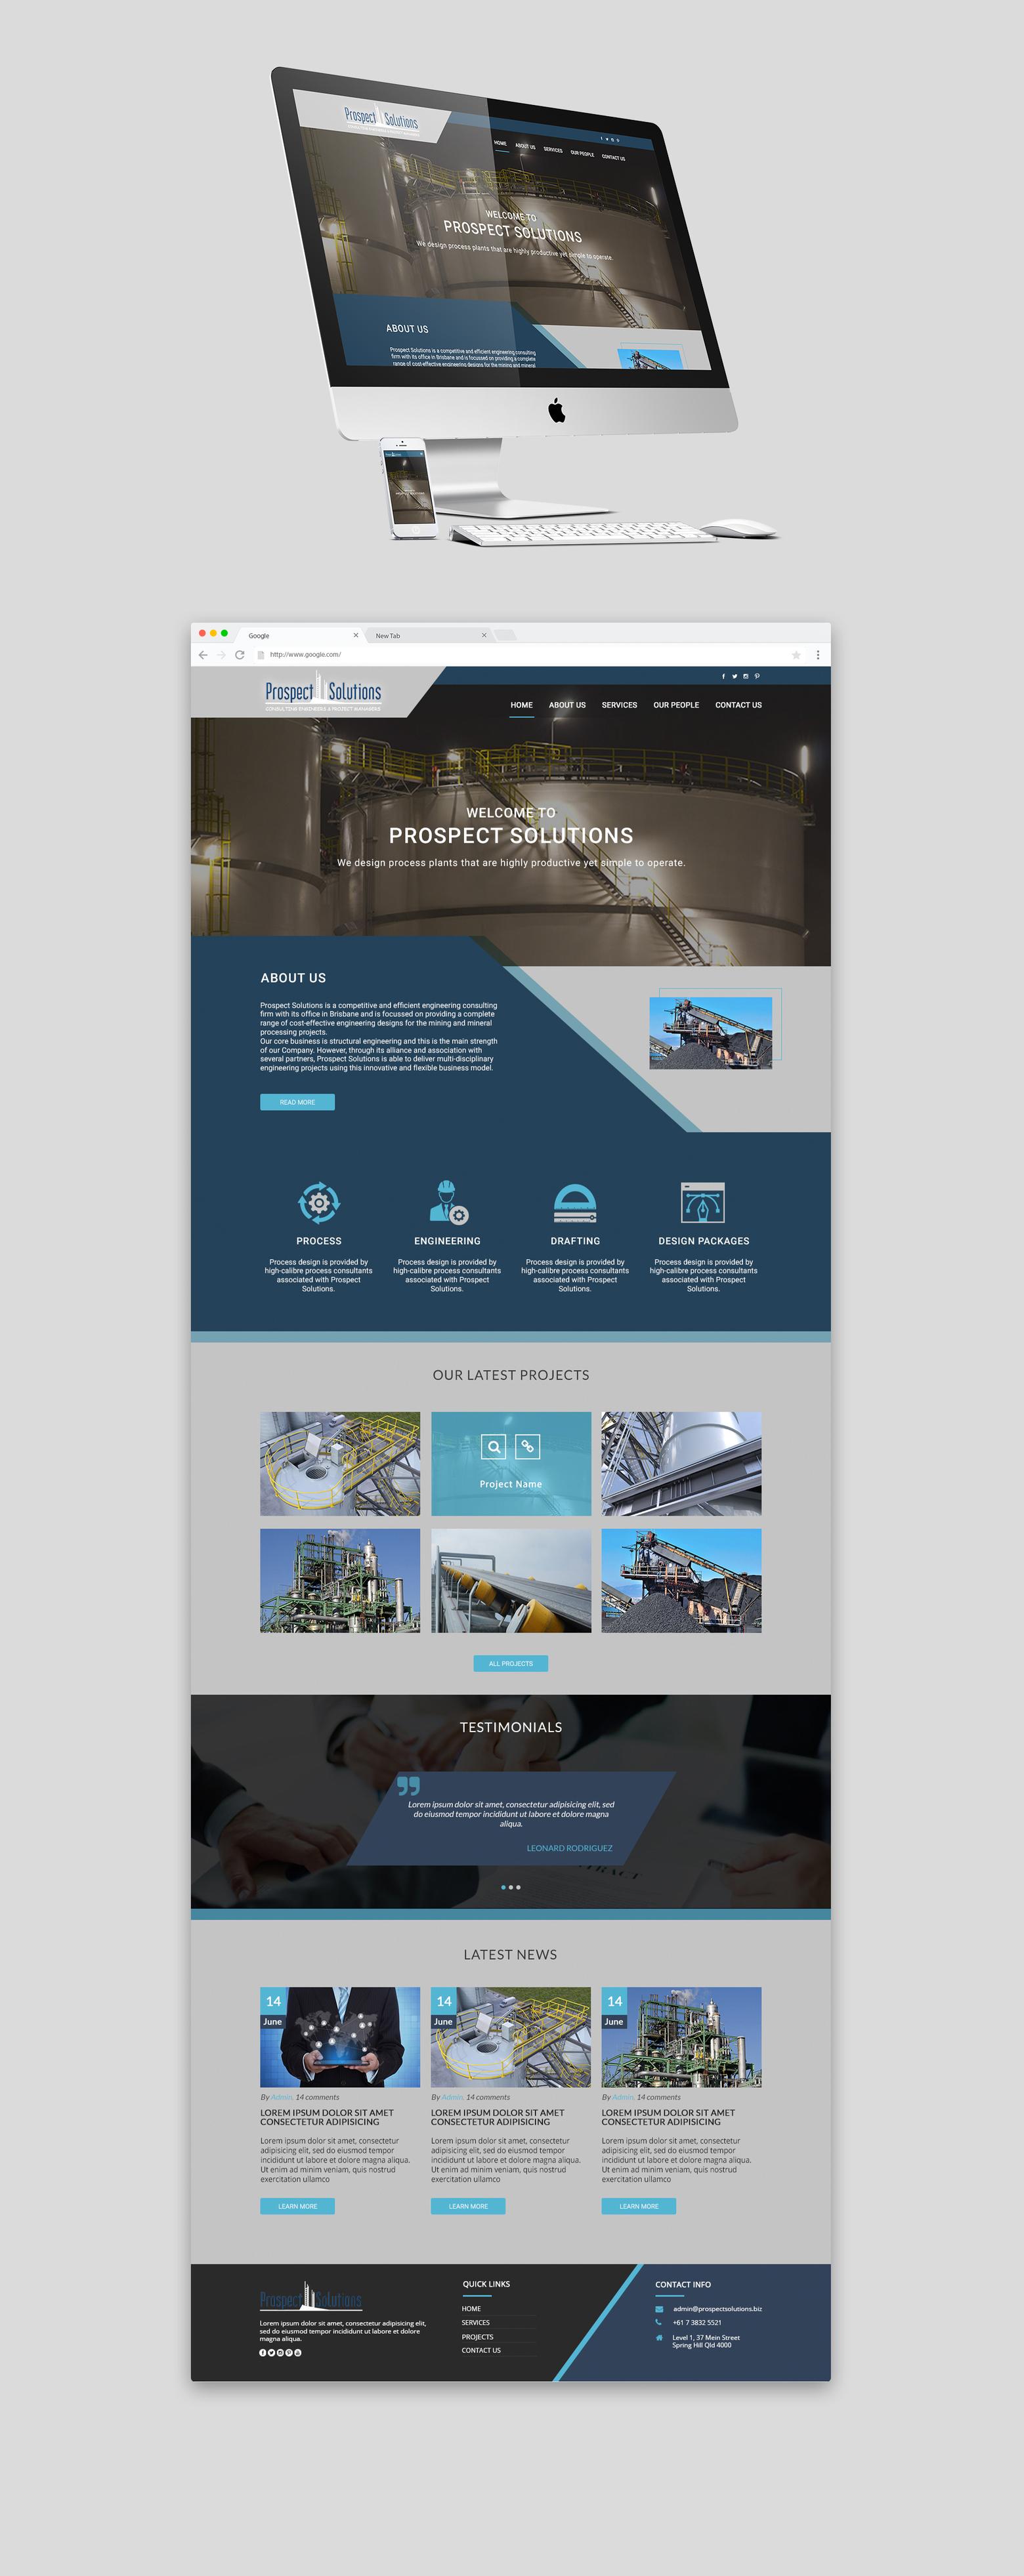 Prospect Solutions
HOME ABOUT US SERVICES OUR PEOPLE CONTACT US
WELCOME TO
PROSPECT SOLUTIONS
We design process plants that are highly productive yet simple to operate.
ABOUT US
Prospect Solutions is a competitive and efficient engineering consulting
firm with its office in Brisbane and is focussed on providing a complete
range of cost-effective engineering designs for the mining and mineral
Google
New Tab
http://www.google.com/
Prospect Solutions
CONSULTING ENGINEERS & PROJECT MANAGERS
HOME ABOUT US SERVICES OUR PEOPLE CONTACT US
WELCOME TO
PROSPECT SOLUTIONS
We design process plants that are highly productive yet simple to operate.
ABOUT US
Prospect Solutions is a competitive and efficient engineering consulting
firm with its office in Brisbane and is focussed on providing a complete
range of cost-effective engineering designs for the mining and mineral
processing projects.
Our core business is structural engineering and this is the main strength
of our Company. However, through its alliance and association with
several partners, Prospect Solutions is able to deliver multi-disciplinary
engineering projects using this innovative and flexible business model.
READ MORE
PROCESS
Process design is provided by
high-calibre process consultants
associated with Prospect
Solutions.
ENGINEERING
Process design is provided by
high-calibre process consultants
associated with Prospect
Solutions.
DRAFTING
Process design is provided by
high-calibre process consultants
associated with Prospect
Solutions.
DESIGN PACKAGES
Process design is provided by
high-calibre process consultants
associated with Prospect
Solutions.
OUR LATEST PROJECTS
Project Name
ALL PROJECTS
TESTIMONIALS
Lorem ipsum dolor sit amet, consectetur adipisicing elit, sed
do eiusmod tempor incididunt ut labore et dolore magna
aliqua.
LEONARD RODRIGUEZ
LATEST NEWS
14
June
By Admin, 14 comments
LOREM IPSUM DOLOR SIT AMET
CONSECTETUR ADIPISICING
Lorem ipsum dolor sit amet, consectetur
adipisicing elit, sed do eiusmod tempor
incididunt ut labore et dolore magna aliqua.
Ut enim ad minim veniam, quis nostrud
exercitation ullamco
LEARN MORE
14
June
By Admin, 14 comments
LOREM IPSUM DOLOR SIT AMET
CONSECTETUR ADIPISICING
Lorem ipsum dolor sit amet, consectetur
adipisicing elit, sed do eiusmod tempor
incididunt ut labore et dolore magna aliqua.
Ut enim ad minim veniam, quis nostrud
exercitation ullamco
LEARN MORE
14
June
By Admin, 14 comments
LOREM IPSUM DOLOR SIT AMET
CONSECTETUR ADIPISICING
Lorem ipsum dolor sit amet, consectetur
adipisicing elit, sed do eiusmod tempor
incididunt ut labore et dolore magna aliqua.
Ut enim ad minim veniam, quis nostrud
exercitation ullamco
LEARN MORE
Prospect Solutions
Lorem ipsum dolor sit amet, consectetur adipisicing elit,
sed do eiusmod tempor incididunt ut labore et dolore
magna aliqua.
QUICK LINKS
HOME
SERVICES
PROJECTS
CONTACT US
CONTACT INFO
admin@prospectsolutions.biz
+61 7 3832 5521
Level 1, 37 Mein Street
Spring Hill Qld 4000